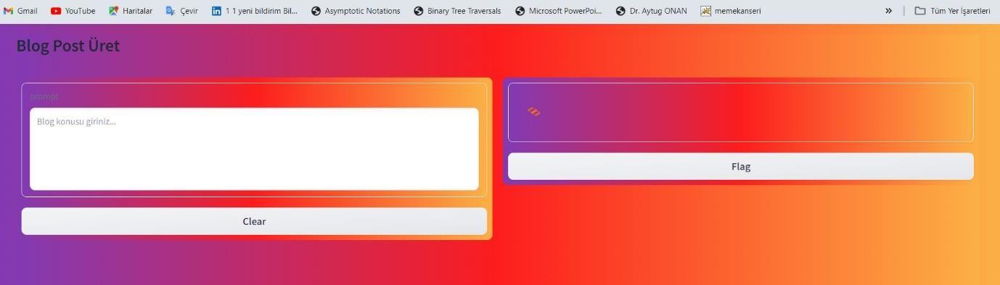 Gmail YouTube Haritalar Çevir 1 1 yeni bildirim Bil... Asymptotic Notations Binary Tree Traversals Microsoft PowerPoi... Dr. Aytug ONAN memekanseri » Tüm Yer İşaretleri
Blog Post Üret
prompt
Blog konusu giriniz...
Clear
Flag